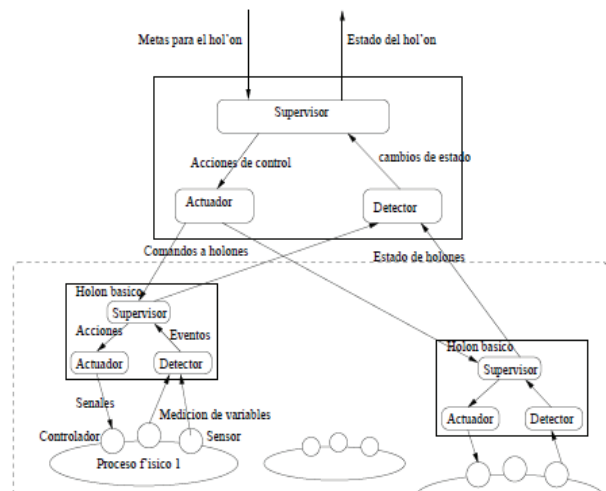 Metas para el hol'on
Estado del hol'on
Supervisor
Acciones de control
cambios de estado
Actuador
Detector
Comandos a holones
Estado de holones
Holon basico
Supervisor
Acciones
Eventos
Actuador
Detector
Senales
Medicion de variables
Controlador
Sensor
Proceso f'isico 1
Holon basico
Supervisor
Actuador
Detector